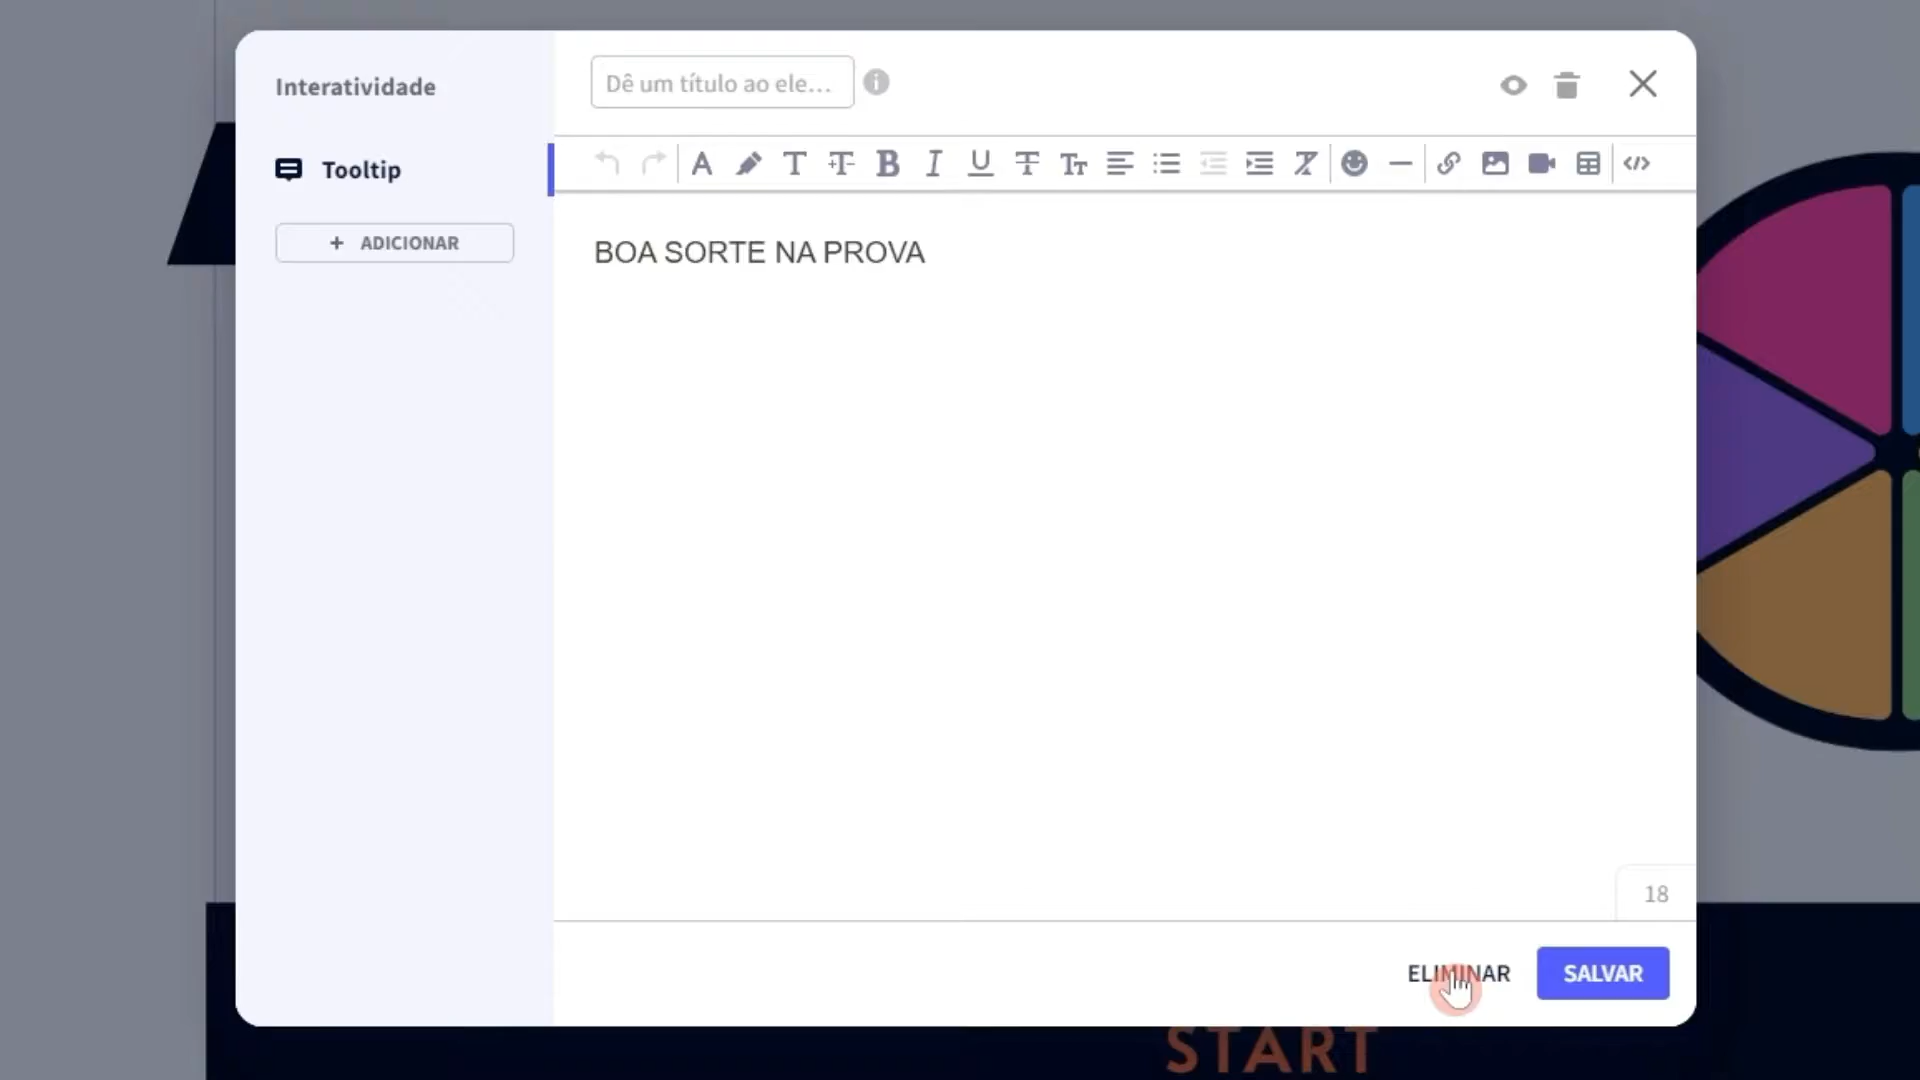 Interatividade
Dê um título ao ele...
Tooltip
+ ADICIONAR
BOA SORTE NA PROVA
18
ELIMINAR
SALVAR
START